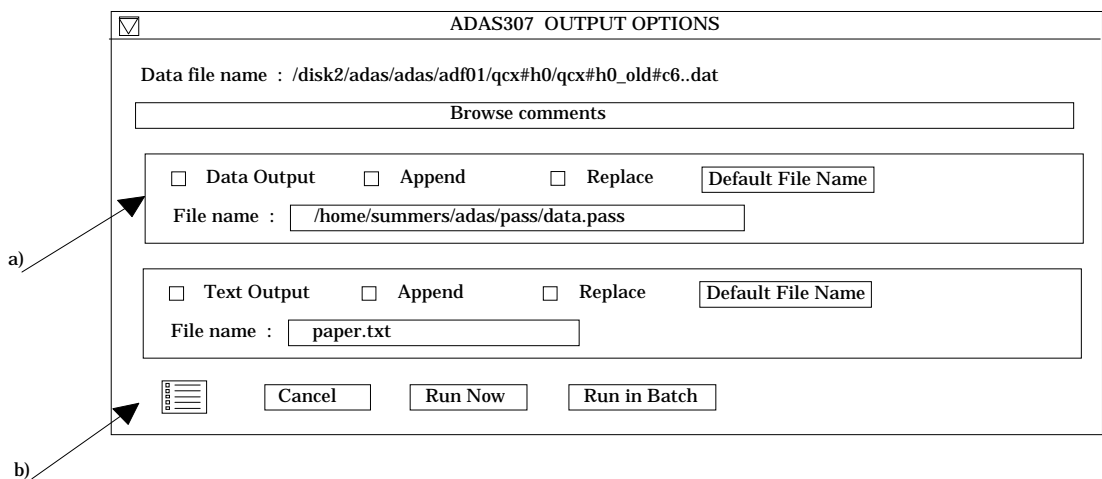 ADAS307 OUTPUT OPTIONS
Data file name : /disk2/adas/adas/adf01/qcx#h0/qcx#h0_old#c6..dat
Browse comments
Data Output Append Replace Default File Name
File name : /home/summers/adas/pass/data.pass
a)
Text Output Append Replace Default File Name
File name : paper.txt
Cancel Run Now Run in Batch
b)